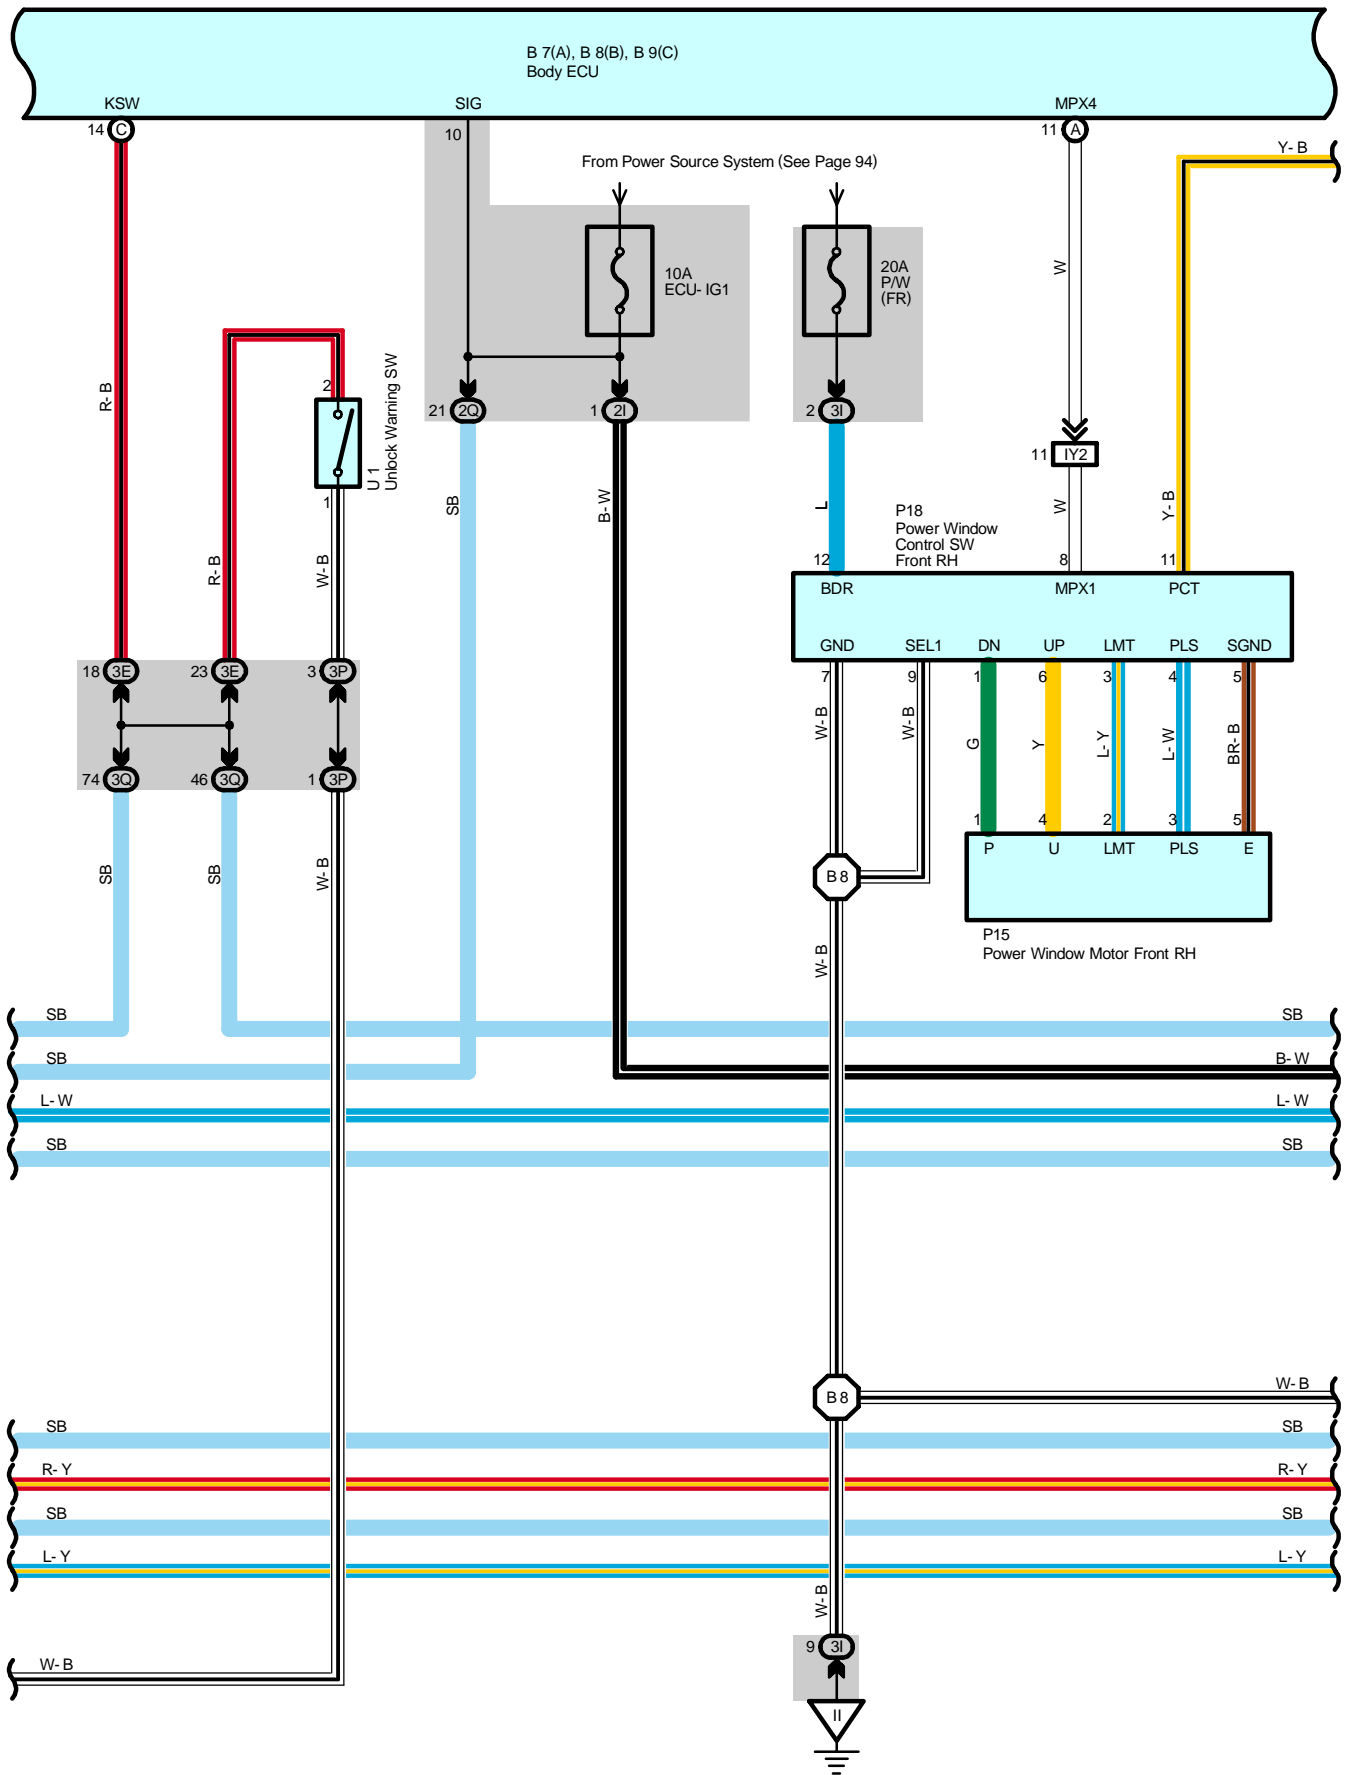 B 7(A), B 8(B), B 9(C)
Body ECU
KSW
SIG
MPX4
14
C
10
11
A
Y- B
From Power Source System (See Page 94)
10A
ECU- IG1
20A
P/W
(FR)
W
R- B
2
U 1
Unlock Warning SW
1
21
2Q
1
2I
2
3I
11
IY2
SB
B- W
L
W
Y- B
R- B
W- B
P18
Power Window
Control SW
Front RH
12
8
11
BDR
MPX1
PCT
GND
SEL1
DN
UP
LMT
PLS
SGND
18
3E
23
3E
3
3P
7
9
1
6
3
4
5
W- B
W- B
G
Y
L- Y
L- W
BR- B
74
3Q
46
3Q
1
3P
1
4
2
3
5
P
U
LMT
PLS
E
SB
SB
W- B
B 8
P15
Power Window Motor Front RH
W- B
SB
SB
SB
B- W
L- W
L- W
SB
SB
B 8
W- B
SB
SB
R- Y
R- Y
SB
SB
L- Y
L- Y
W- B
9
3I
W- B
II